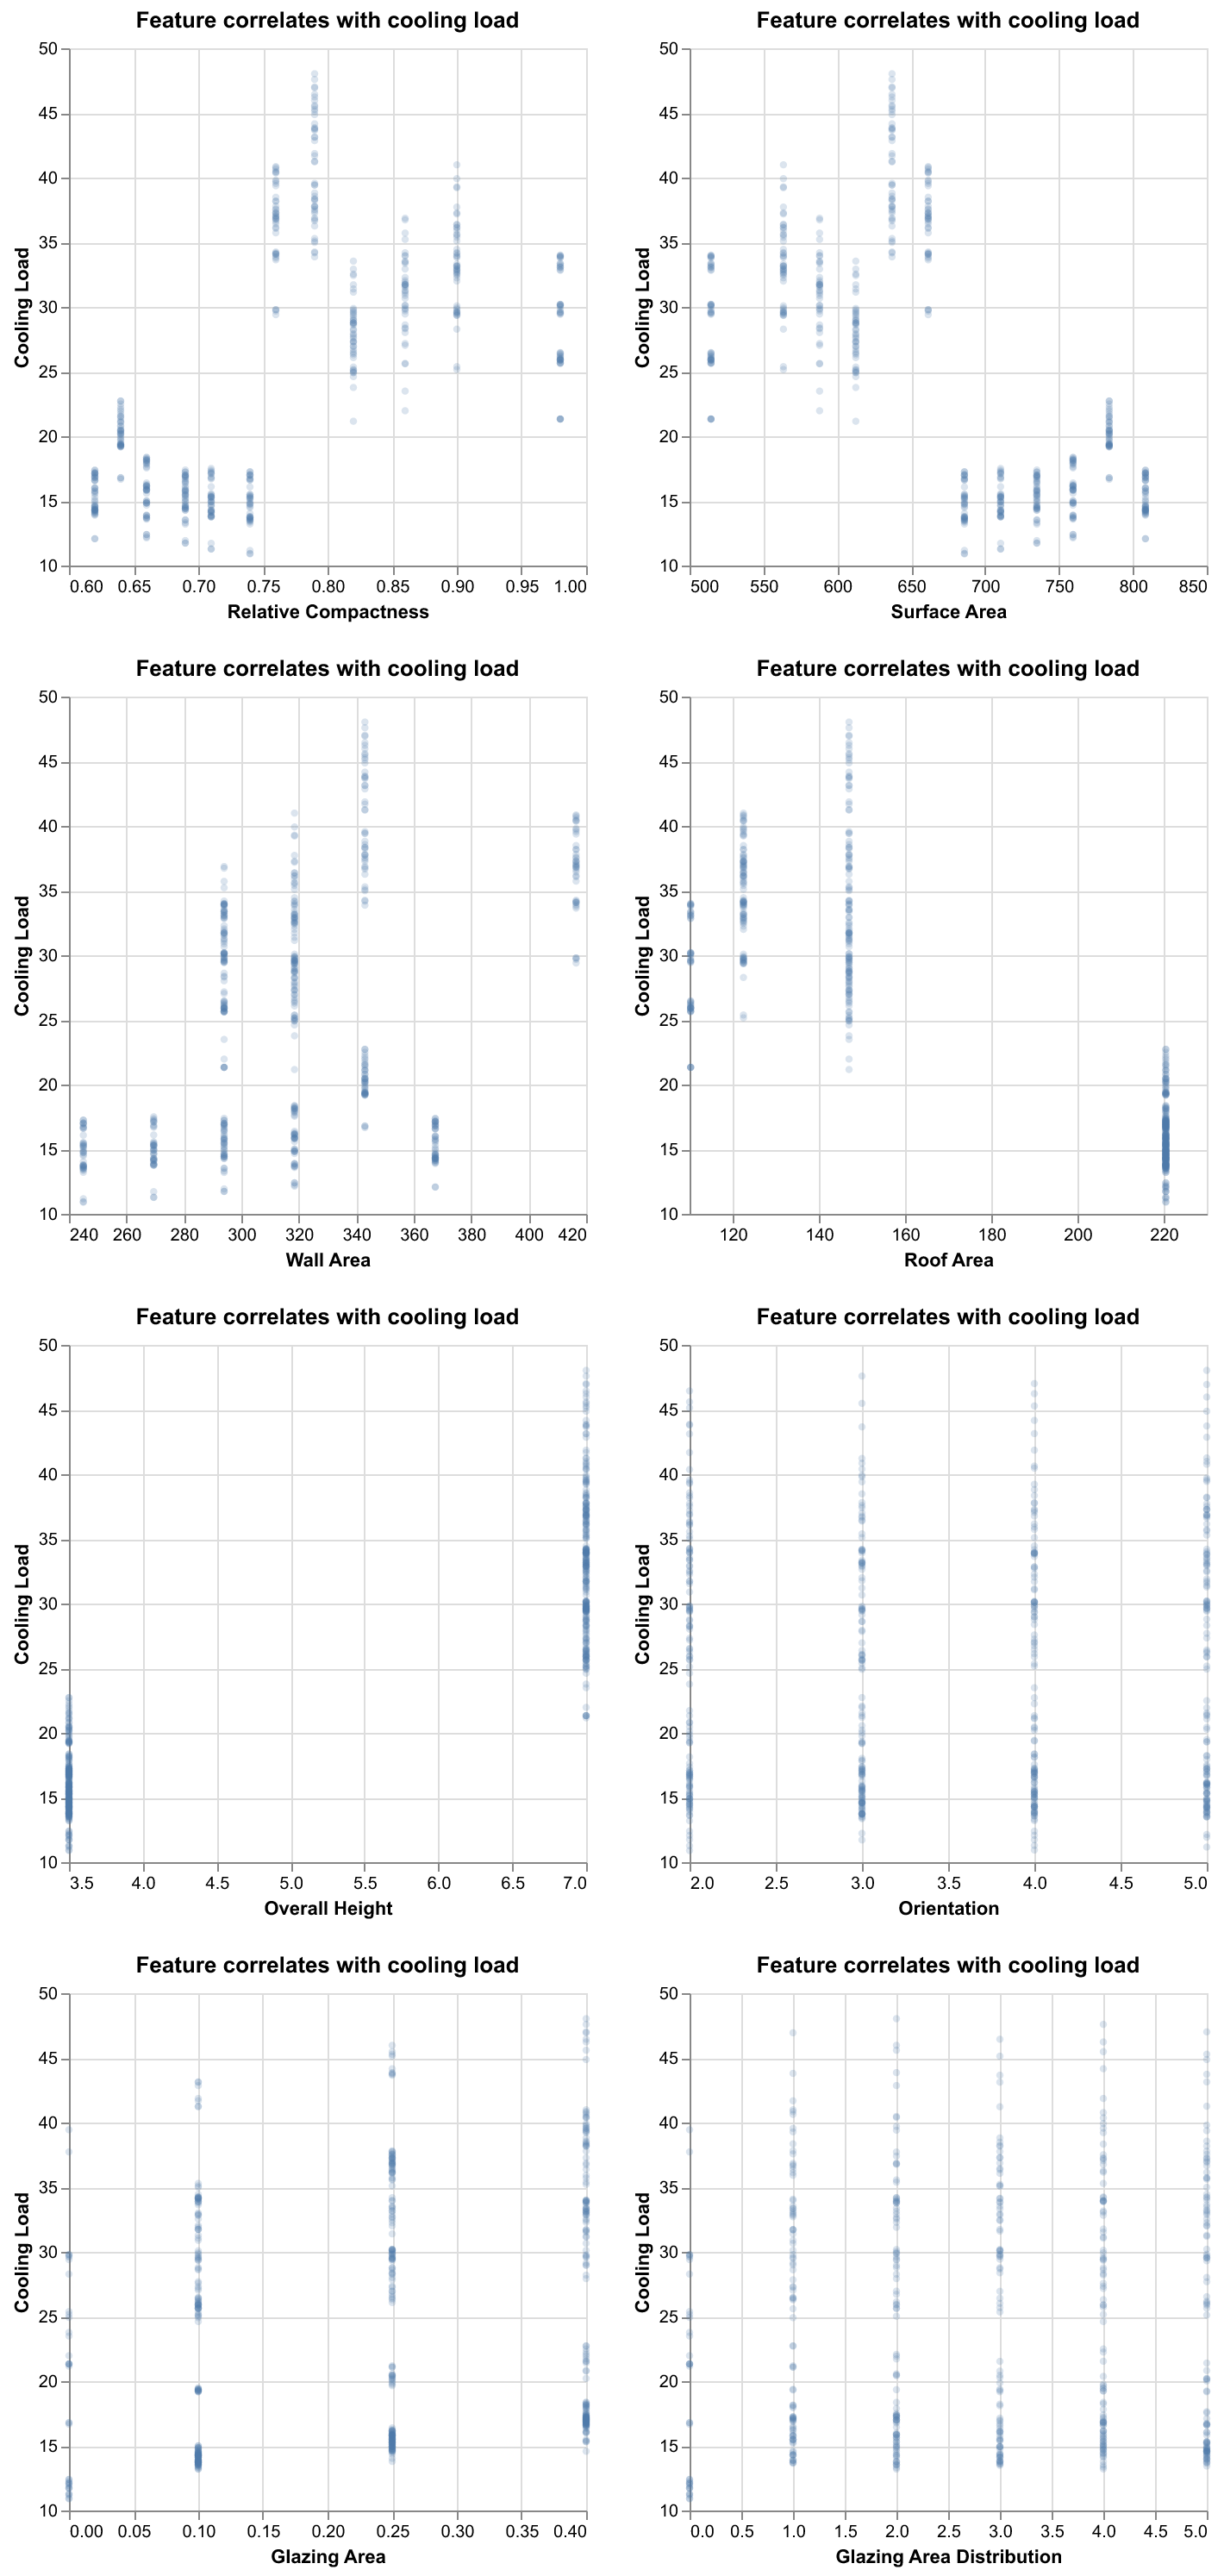 Feature correlates with cooling load
50
45
40
35
30
25
20
15
10
Cooling Load
0.60 0.65 0.70 0.75 0.80 0.85 0.90 0.95 1.00
Relative Compactness
Feature correlates with cooling load
50
45
40
35
30
25
20
15
10
Cooling Load
500 550 600 650 700 750 800 850
Surface Area
Feature correlates with cooling load
50
45
40
35
30
25
20
15
10
Cooling Load
240 260 280 300 320 340 360 380 400 420
Wall Area
Feature correlates with cooling load
50
45
40
35
30
25
20
15
10
Cooling Load
120 140 160 180 200 220
Roof Area
Feature correlates with cooling load
50
45
40
35
30
25
20
15
10
Cooling Load
3.5 4.0 4.5 5.0 5.5 6.0 6.5 7.0
Overall Height
Feature correlates with cooling load
50
45
40
35
30
25
20
15
10
Cooling Load
2.0 2.5 3.0 3.5 4.0 4.5 5.0
Orientation
Feature correlates with cooling load
50
45
40
35
30
25
20
15
10
Cooling Load
0.00 0.05 0.10 0.15 0.20 0.25 0.30 0.35 0.40
Glazing Area
Feature correlates with cooling load
50
45
40
35
30
25
20
15
10
Cooling Load
0.0 0.5 1.0 1.5 2.0 2.5 3.0 3.5 4.0 4.5 5.0
Glazing Area Distribution